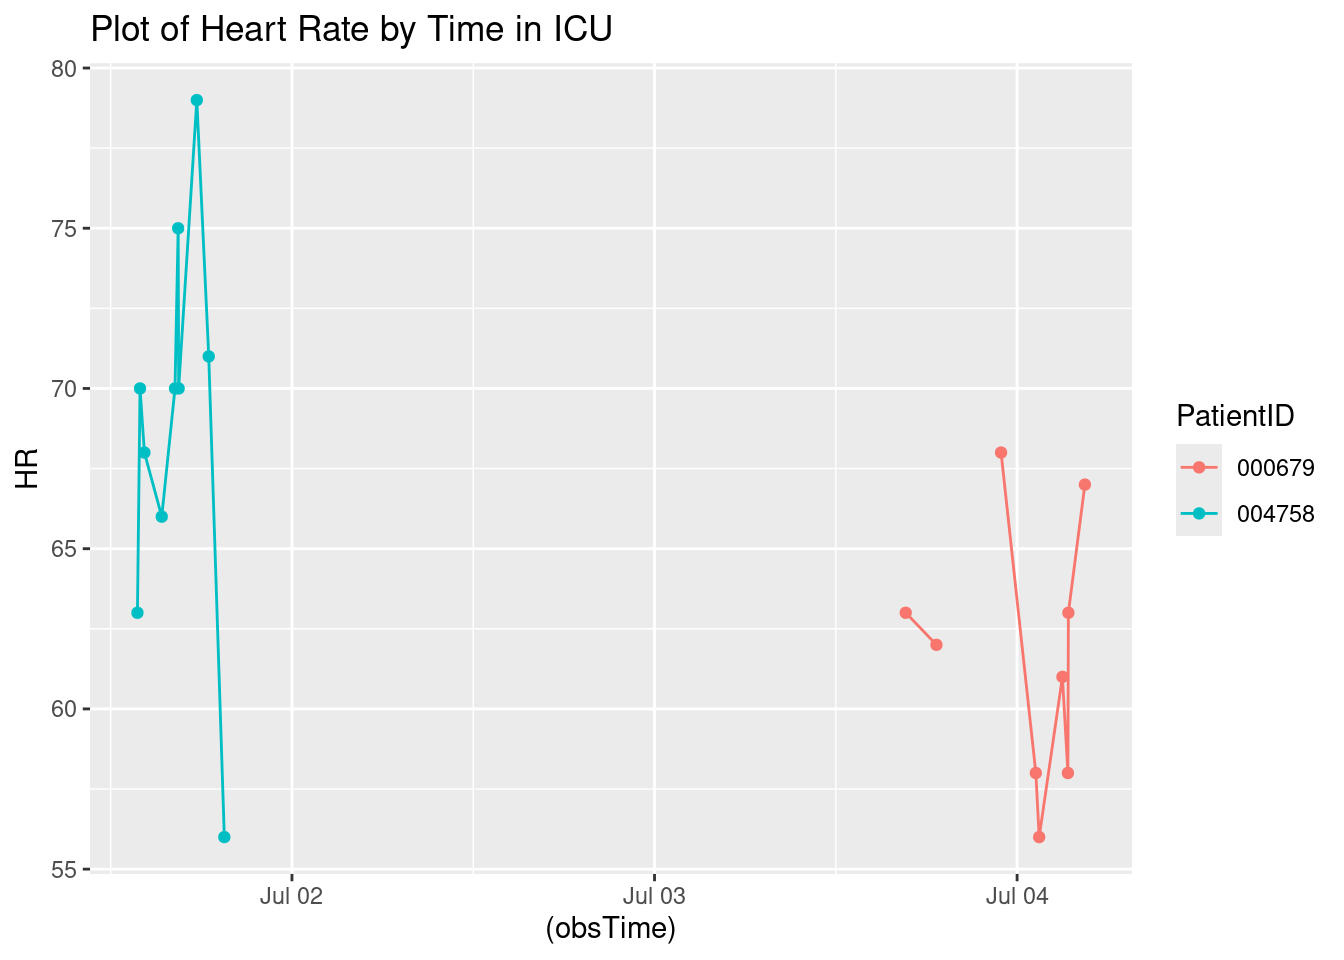 Plot of Heart Rate by Time in ICU
80
75
70
65
60
55
HR
Jul 02
Jul 03
Jul 04
(obsTime)
PatientID
000679
004758